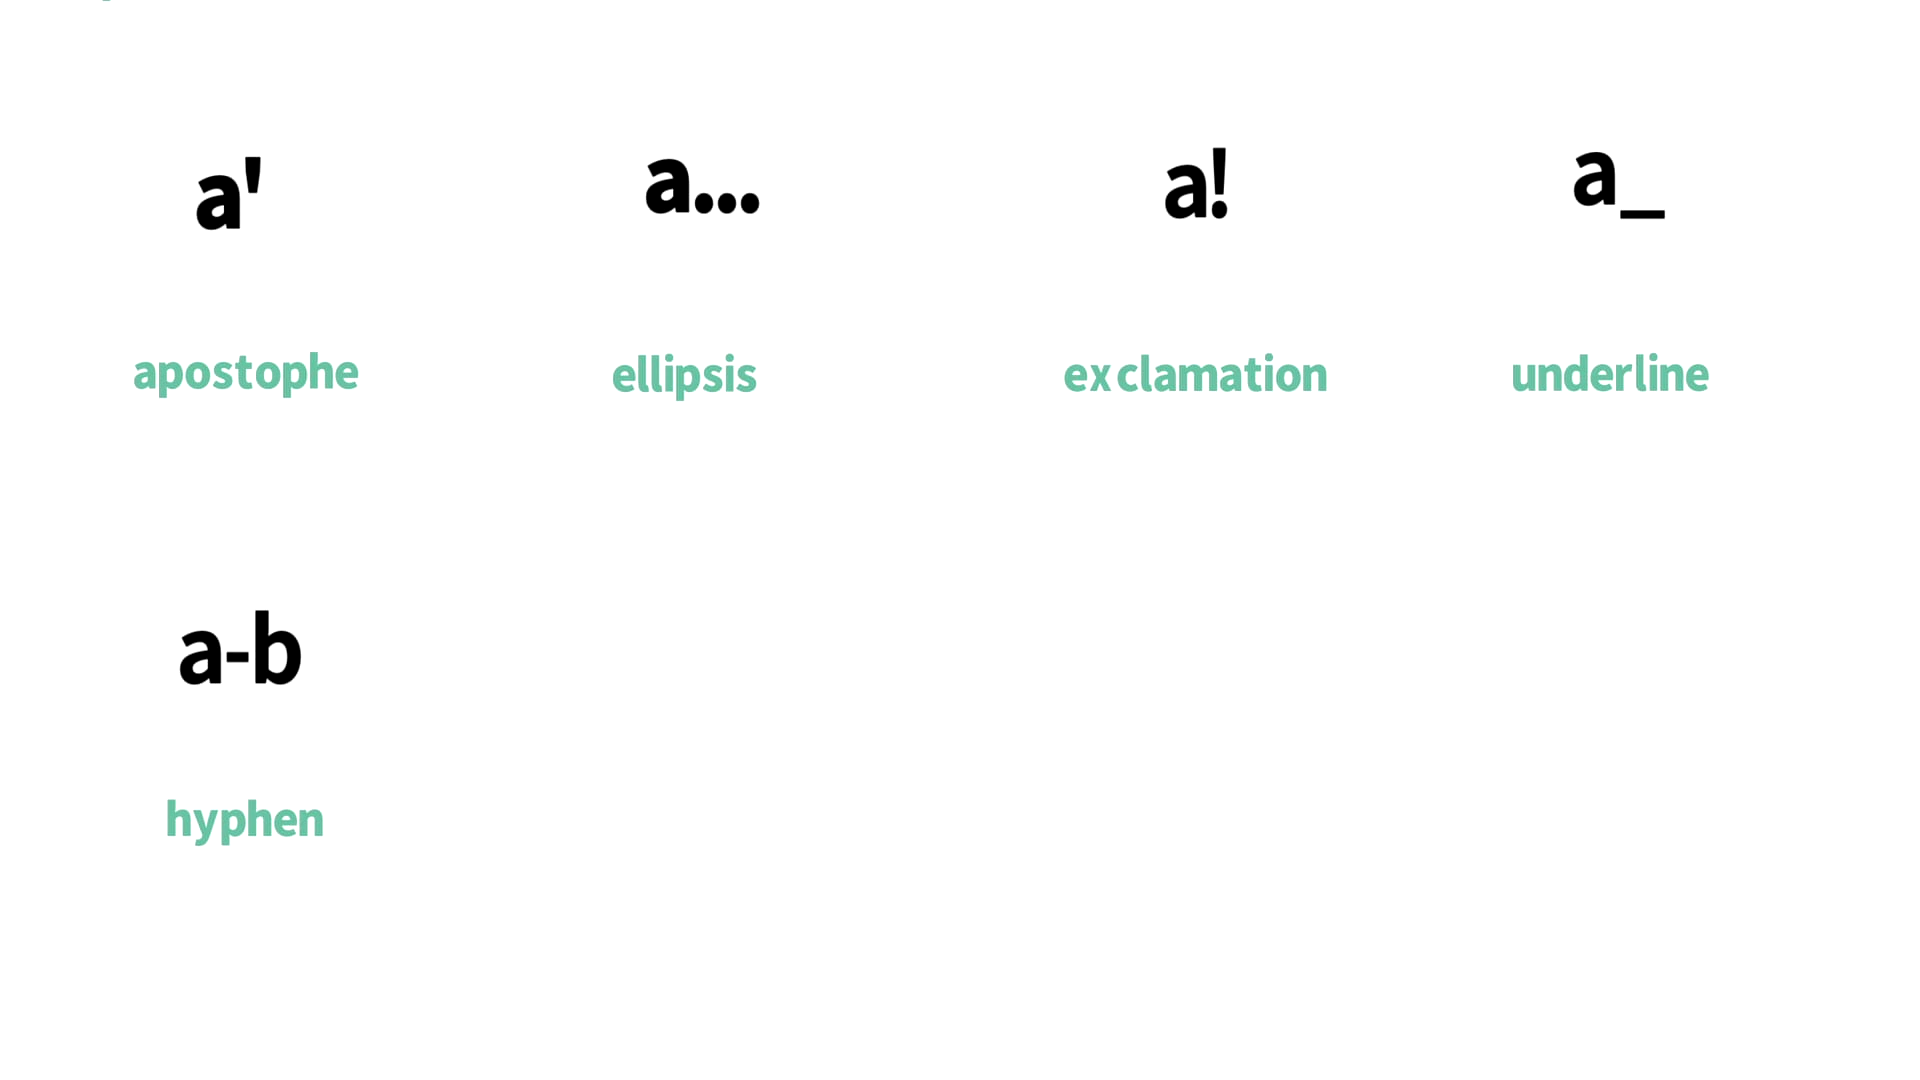 a'
a...
a!
a_
apostophe
ellipsis
exclamation
underline
a-b
hyphen